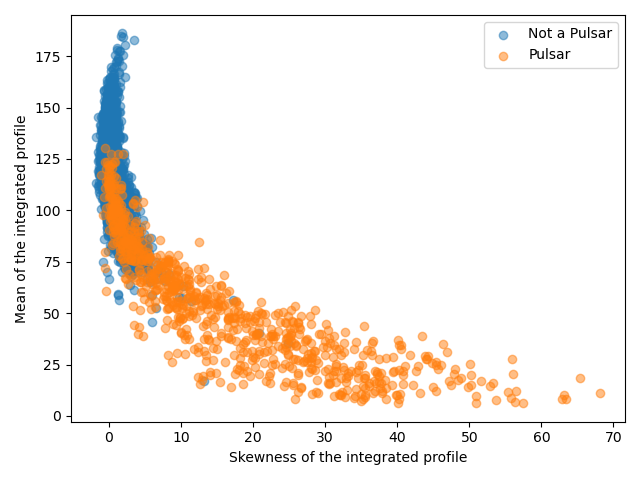 Not a Pulsar
Pulsar
Mean of the integrated profile
175
150
125
100
75
50
25
0
0 10 20 30 40 50 60 70
Skewness of the integrated profile